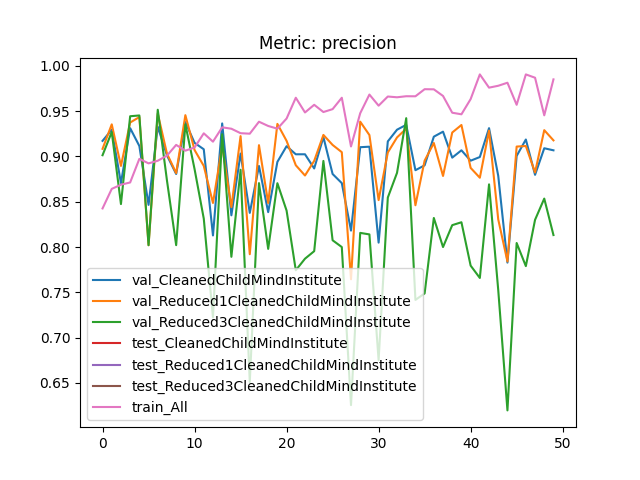 Metric: precision
1.00
0.95
0.90
0.85
0.80
0.75
0.70
0.65
val_CleanedChildMindInstitute
val_Reduced1CleanedChildMindInstitute
val_Reduced3CleanedChildMindInstitute
test_CleanedChildMindInstitute
test_Reduced1CleanedChildMindInstitute
test_Reduced3CleanedChildMindInstitute
train_All
0 10 20 30 40 50